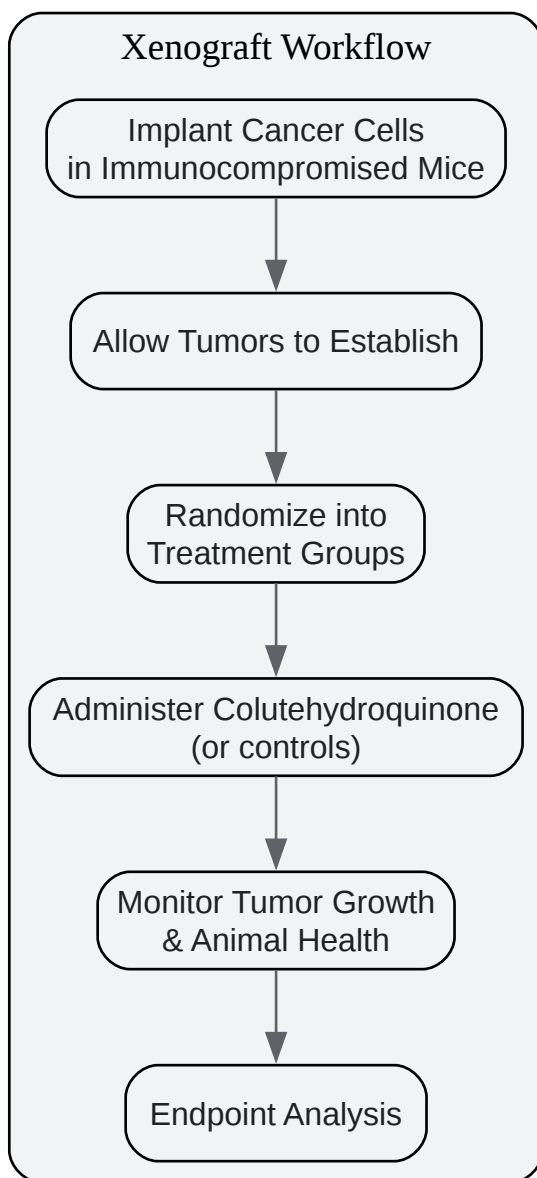 Xenograft Workflow
Implant Cancer Cells
in Immunocompromised Mice
Allow Tumors to Establish
Randomize into
Treatment Groups
Administer Colutehydroquinone
(or controls)
Monitor Tumor Growth
& Animal Health
Endpoint Analysis